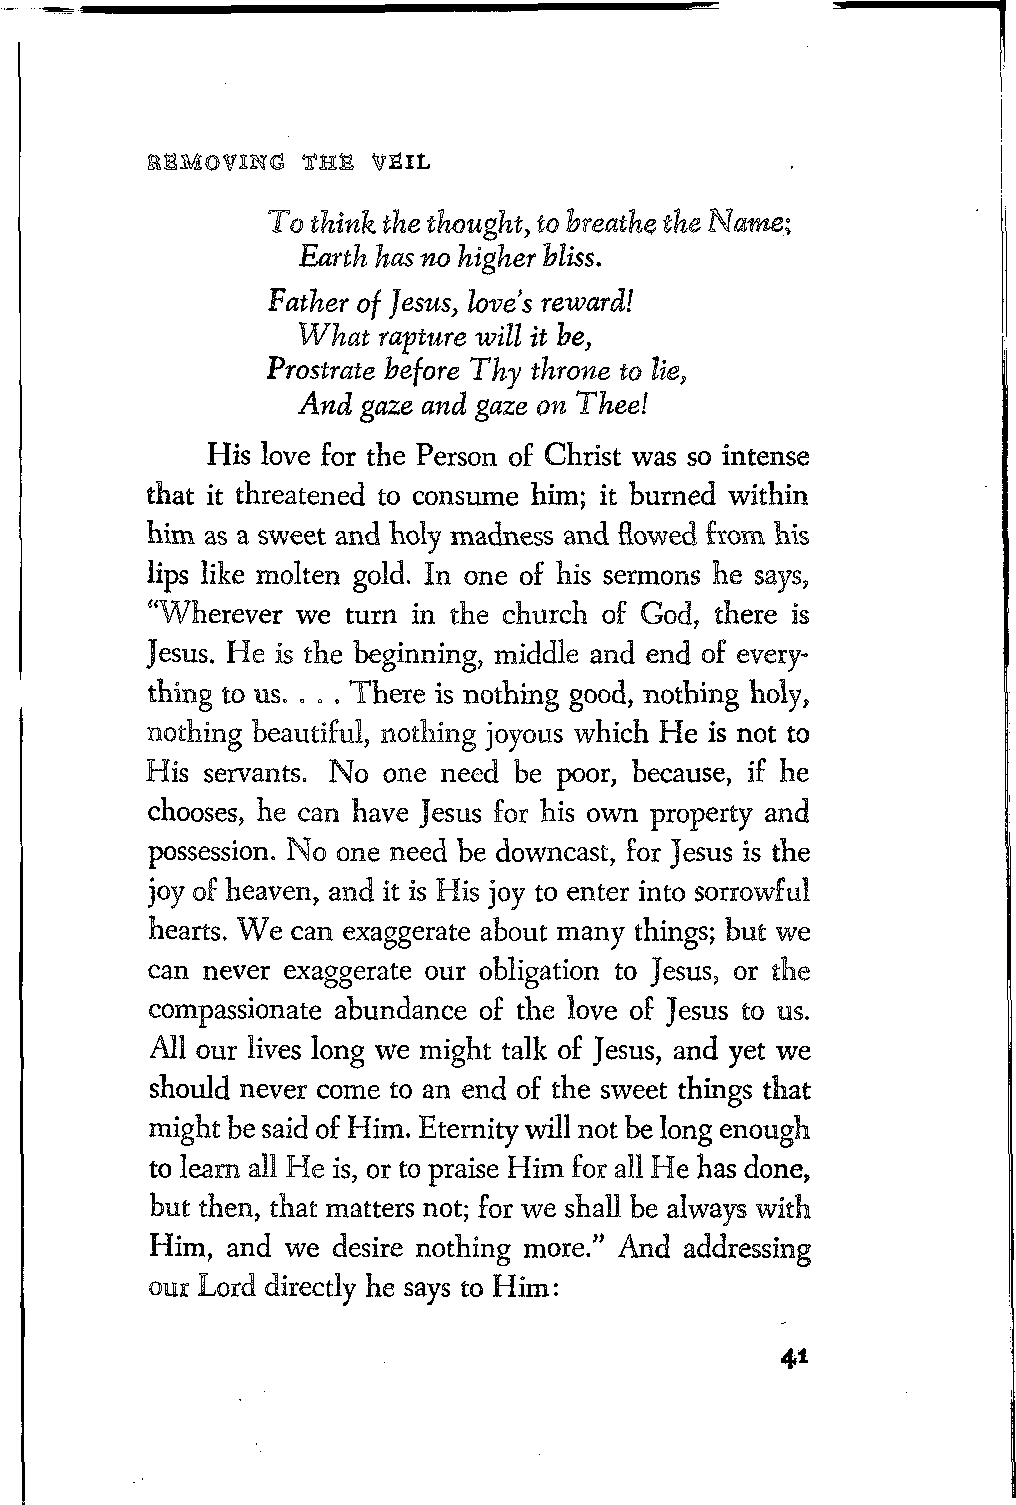 REMOVING THE VEIL
To think the thought, to breathe the Name;
Earth has no higher bliss.
Father of Jesus, love's reward!
What rapture will it be,
Prostrate before Thy throne to lie,
And gaze and gaze on Thee!
His love for the Person of Christ was so intense
that it threatened to consume him; it burned within
him as a sweet and holy madness and flowed from his
lips like molten gold. In one of his sermons he says,
"Wherever we turn in the church of God, there is
Jesus. He is the beginning, middle and end of every-
thing to us. . . . There is nothing good, nothing holy,
nothing beautiful, nothing joyous which He is not to
His servants. No one need be poor, because, if he
chooses, he can have Jesus for his own property and
possession. No one need be downcast, for Jesus is the
joy of heaven, and it is His joy to enter into sorrowful
hearts. We can exaggerate about many things; but we
can never exaggerate our obligation to Jesus, or the
compassionate abundance of the love of Jesus to us.
All our lives long we might talk of Jesus, and yet we
should never come to an end of the sweet things that
might be said of Him. Eternity will not be long enough
to learn all He is, or to praise Him for all He has done,
but then, that matters not; for we shall be always with
Him, and we desire nothing more." And addressing
our Lord directly he says to Him:
41